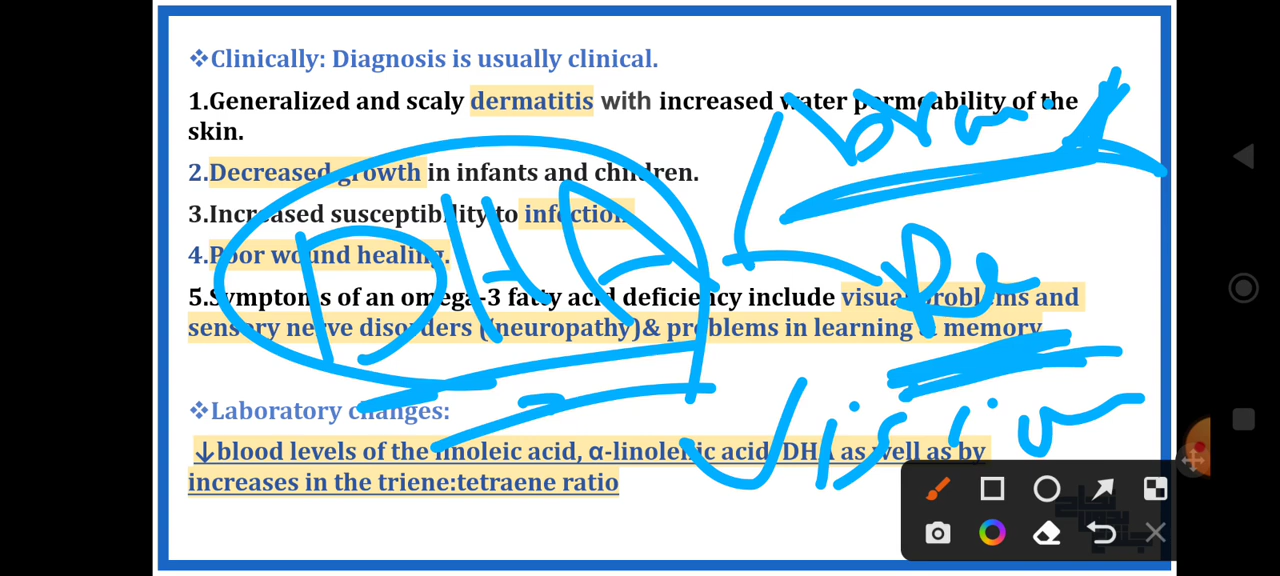 ❖Clinically: Diagnosis is usually clinical.
1.Generalized and scaly dermatitis with increased water permeability of the
skin.
2.Decreased growth in infants and children.
3.Increased susceptibility to infection.
4.Poor wound healing.
5.Symptoms of an omega-3 fatty acid deficiency include visual problems and
sensory nerve disorders ((neuropathy)& problems in learning & memory.
DHA
Re
Vision
❖Laboratory changes:
↓blood levels of the linoleic acid, α-linolenic acid, DHA as well as by
increases in the triene:tetraene ratio